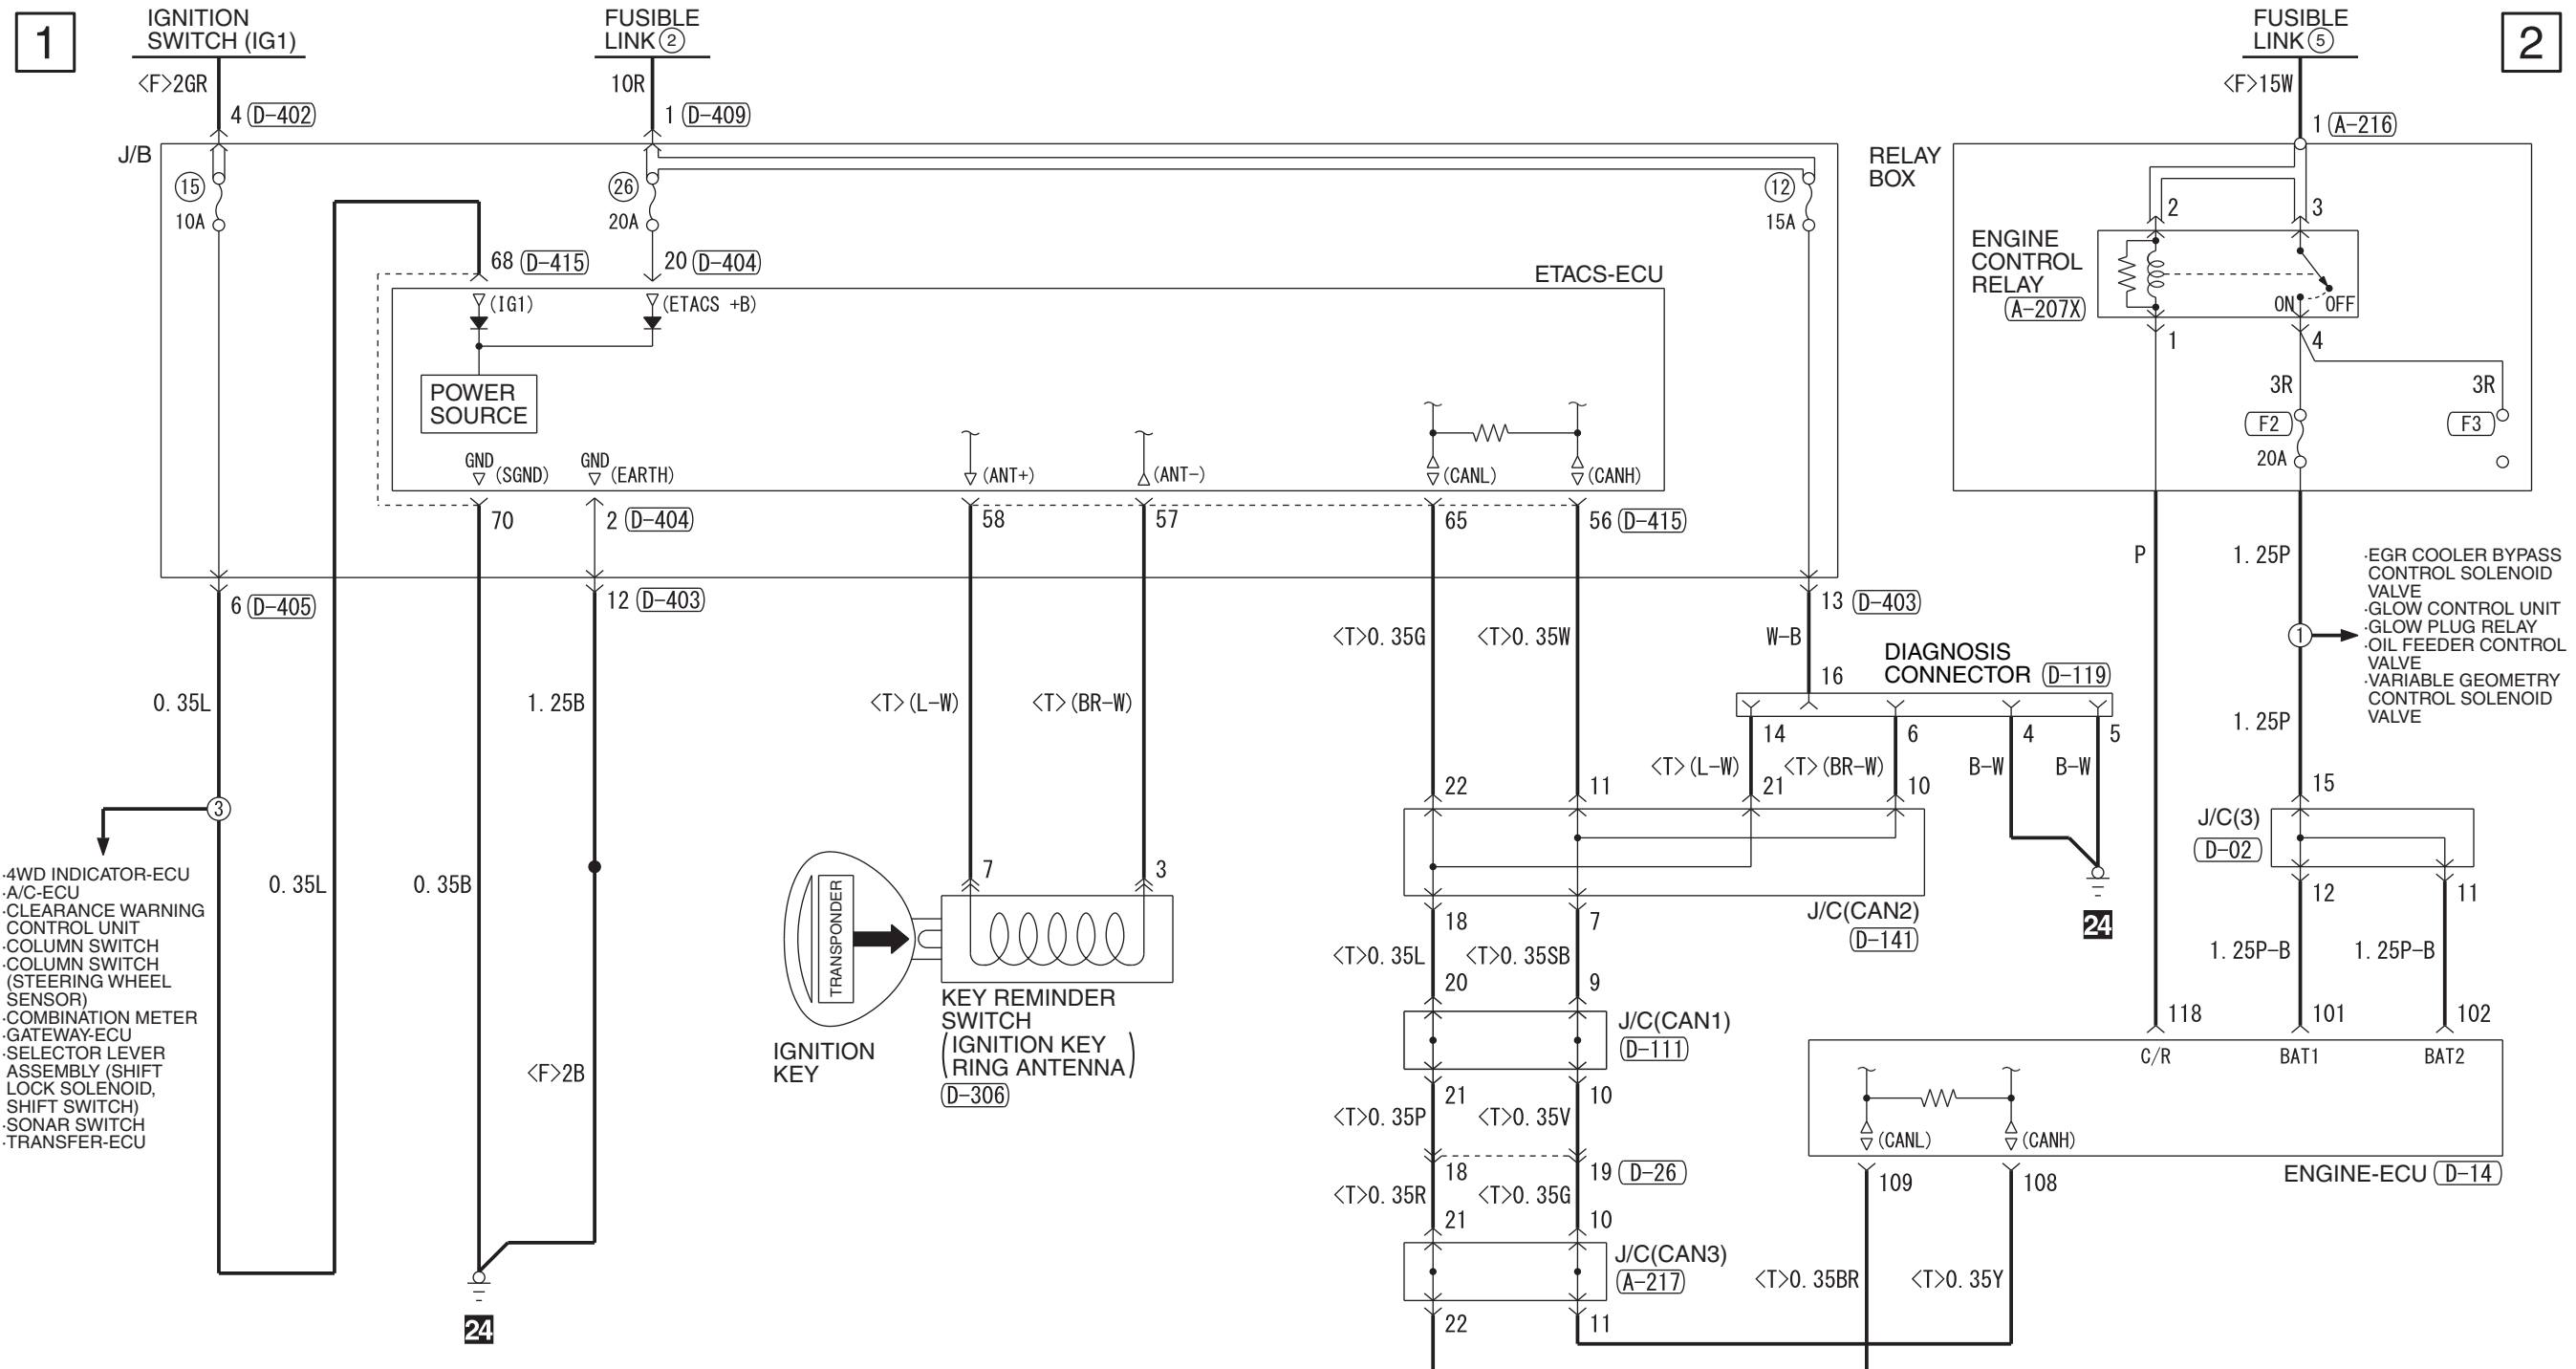 1
IGNITION
SWITCH (IG1)
<F>2GR
4 D-402
FUSIBLE
LINK 2
10R
1 D-409
FUSIBLE
LINK 5
<F>15W
1 A-216
2
J/B
15
10A
26
20A
12
15A
68 D-415
20 D-404
ETACS-ECU
(IG1)
(ETACS +B)
POWER
SOURCE
GND
(SGND)
GND
(EARTH)
(ANT+)
(ANT-)
(CANL)
(CANH)
70
2 D-404
58
57
65
56 D-415
6 D-405
12 D-403
13 D-403
RELAY
BOX
2
3
ENGINE
CONTROL
RELAY
A-207X
ON
OFF
1
4
3R
3R
F2
F3
20A
P
1.25P
1
·EGR COOLER BYPASS
CONTROL SOLENOID
VALVE
·GLOW CONTROL UNIT
·GLOW PLUG RELAY
·OIL FEEDER CONTROL
VALVE
·VARIABLE GEOMETRY
CONTROL SOLENOID
VALVE
1.25P
0.35L
1.25B
<T>(L-W)
<T>(BR-W)
<T>0.35G
<T>0.35W
W-B
16
DIAGNOSIS
CONNECTOR D-119
14
6
4
5
<T>(L-W)
<T>(BR-W)
B-W
B-W
22
11
21
10
15
J/C(3)
D-02
12
11
3
·4WD INDICATOR-ECU
·A/C-ECU
·CLEARANCE WARNING
CONTROL UNIT
·COLUMN SWITCH
·COLUMN SWITCH
(STEERING WHEEL
SENSOR)
·COMBINATION METER
·GATEWAY-ECU
·SELECTOR LEVER
ASSEMBLY (SHIFT
LOCK SOLENOID,
SHIFT SWITCH)
·SONAR SWITCH
·TRANSFER-ECU
0.35L
0.35B
<F>2B
24
7
3
TRANSPONDER
IGNITION
KEY
KEY REMINDER
SWITCH
(IGNITION KEY
RING ANTENNA)
D-306
J/C(CAN2)
D-141
24
18
7
<T>0.35L
<T>0.35SB
20
9
J/C(CAN1)
D-111
21
10
<T>0.35P
<T>0.35V
18
19 D-26
<T>0.35R
<T>0.35G
21
10
J/C(CAN3)
A-217
22
11
1.25P-B
1.25P-B
118
101
102
C/R
BAT1
BAT2
(CANL)
(CANH)
ENGINE-ECU D-14
109
108
<T>0.35BR
<T>0.35Y